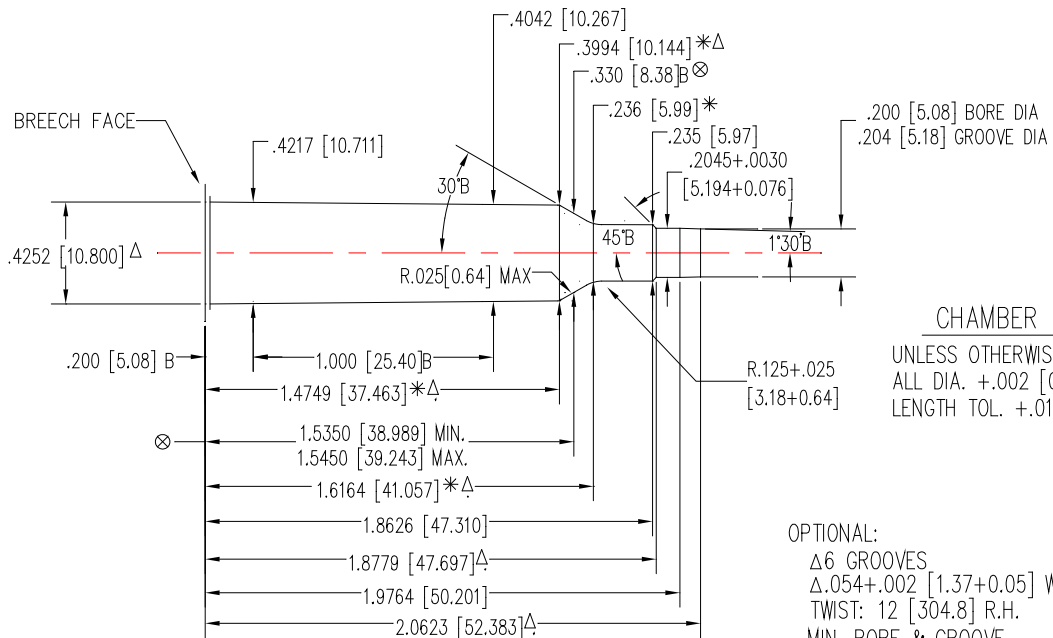 .4042 [10.267]
.3994 [10.144]*Δ
.330 [8.38]B⊗
.236 [5.99]*
.235 [5.97]
.2045+.0030
[5.194+0.076]
.200 [5.08] BORE DIA
.204 [5.18] GROOVE DIA
BREECH FACE
.4217 [10.711]
30°B
45°B
1°30'B
.4252 [10.800]Δ
R.025[0.64] MAX
.200 [5.08] B
1.000 [25.40]B
1.4749 [37.463]*Δ
R.125+.025
[3.18+0.64]
CHAMBER
UNLESS OTHERWIS
ALL DIA. +.002 [0
LENGTH TOL. +.01
⊗
1.5350 [38.989] MIN.
1.5450 [39.243] MAX.
1.6164 [41.057]*Δ
1.8626 [47.310]
1.8779 [47.697]Δ
1.9764 [50.201]
2.0623 [52.383]Δ
OPTIONAL:
Δ6 GROOVES
Δ.054+.002 [1.37+0.05] W
TWIST: 12 [304.8] R.H.
MIN. BORE & GROOVE